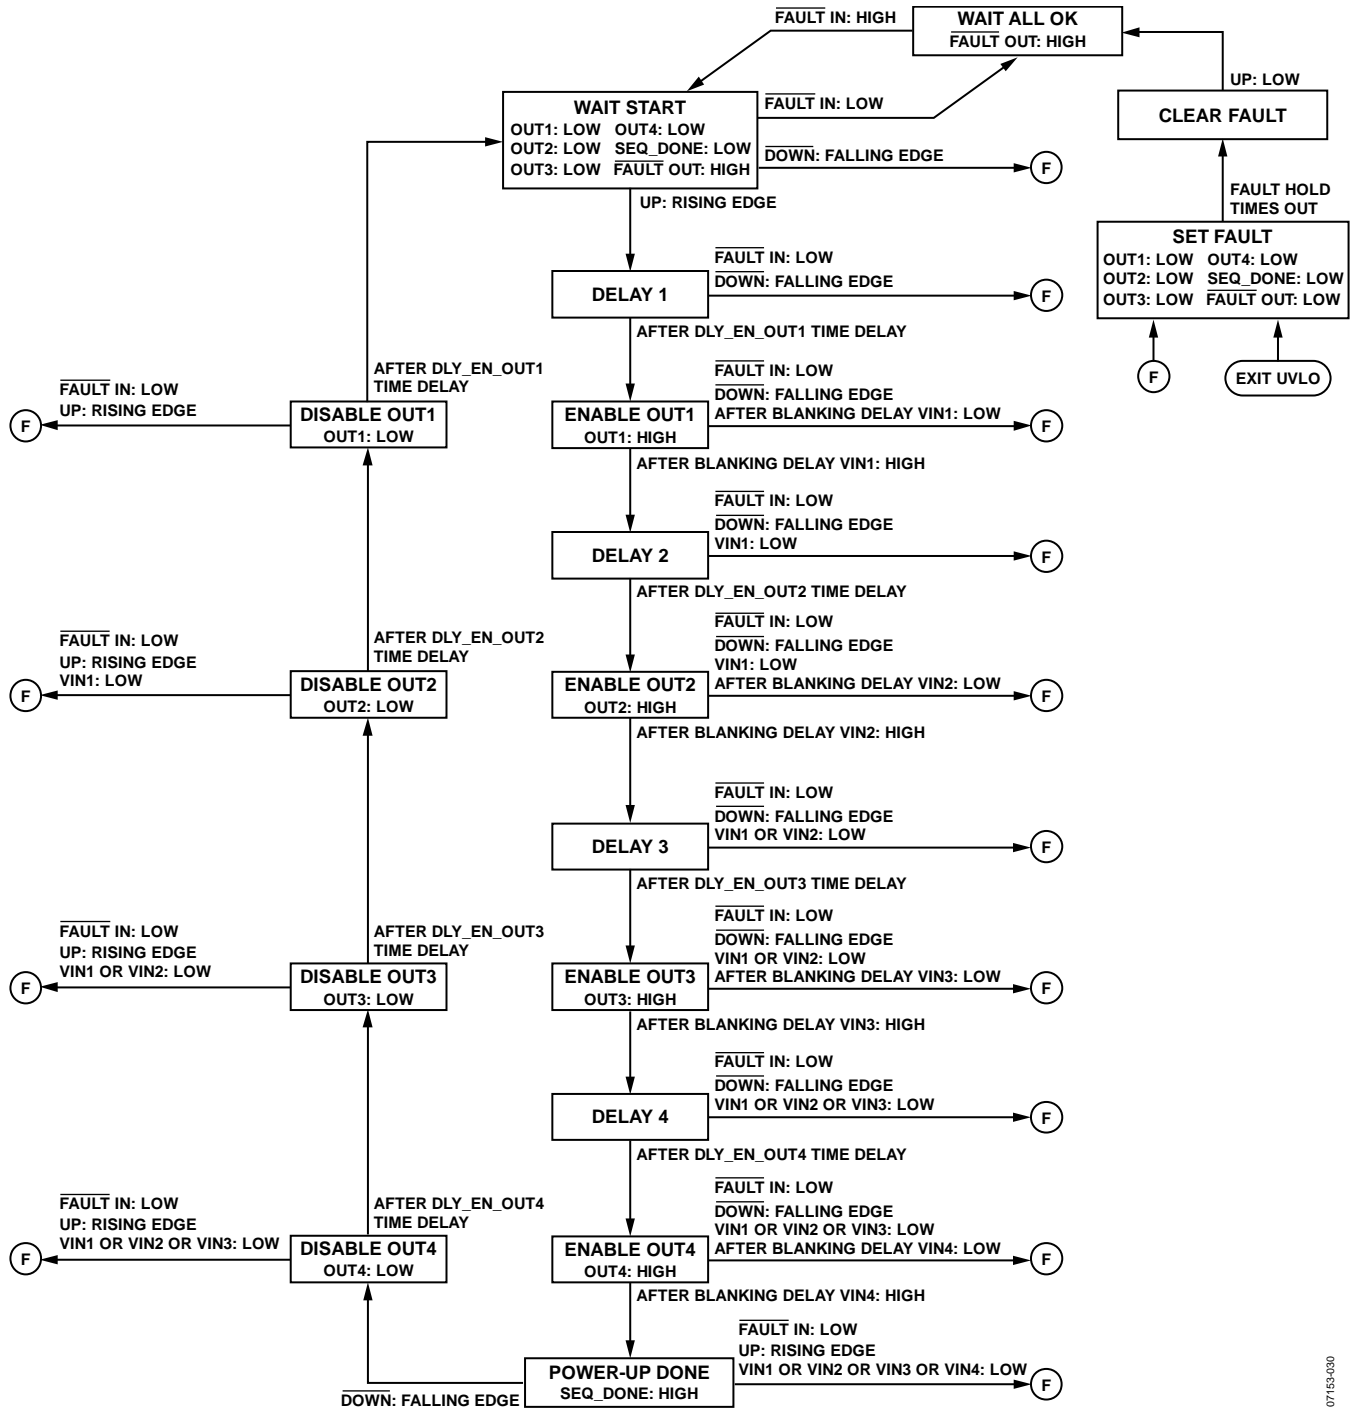 FAULT IN: HIGH
WAIT ALL OK
FAULT OUT: HIGH
UP: LOW
CLEAR FAULT
FAULT HOLD
TIMES OUT
SET FAULT
OUT1: LOW OUT4: LOW
OUT2: LOW SEQ_DONE: LOW
OUT3: LOW FAULT OUT: LOW
F
EXIT UVLO
WAIT START
OUT1: LOW OUT4: LOW
OUT2: LOW SEQ_DONE: LOW
OUT3: LOW FAULT OUT: HIGH
FAULT IN: LOW
DOWN: FALLING EDGE
F
UP: RISING EDGE
DELAY 1
FAULT IN: LOW
DOWN: FALLING EDGE
F
AFTER DLY_EN_OUT1 TIME DELAY
ENABLE OUT1
OUT1: HIGH
FAULT IN: LOW
DOWN: FALLING EDGE
AFTER BLANKING DELAY VIN1: LOW
F
AFTER BLANKING DELAY VIN1: HIGH
DELAY 2
FAULT IN: LOW
DOWN: FALLING EDGE
VIN1: LOW
F
AFTER DLY_EN_OUT2 TIME DELAY
ENABLE OUT2
OUT2: HIGH
FAULT IN: LOW
DOWN: FALLING EDGE
VIN1: LOW
AFTER BLANKING DELAY VIN2: LOW
F
AFTER BLANKING DELAY VIN2: HIGH
DELAY 3
FAULT IN: LOW
DOWN: FALLING EDGE
VIN1 OR VIN2: LOW
F
AFTER DLY_EN_OUT3 TIME DELAY
ENABLE OUT3
OUT3: HIGH
FAULT IN: LOW
DOWN: FALLING EDGE
VIN1 OR VIN2: LOW
AFTER BLANKING DELAY VIN3: LOW
F
AFTER BLANKING DELAY VIN3: HIGH
DELAY 4
FAULT IN: LOW
DOWN: FALLING EDGE
VIN1 OR VIN2 OR VIN3: LOW
F
AFTER DLY_EN_OUT4 TIME DELAY
ENABLE OUT4
OUT4: HIGH
FAULT IN: LOW
DOWN: FALLING EDGE
VIN1 OR VIN2 OR VIN3: LOW
AFTER BLANKING DELAY VIN4: LOW
F
AFTER BLANKING DELAY VIN4: HIGH
POWER-UP DONE
SEQ_DONE: HIGH
FAULT IN: LOW
UP: RISING EDGE
VIN1 OR VIN2 OR VIN3 OR VIN4: LOW
F
DOWN: FALLING EDGE
DISABLE OUT4
OUT4: LOW
FAULT IN: LOW
UP: RISING EDGE
VIN1 OR VIN2 OR VIN3: LOW
F
AFTER DLY_EN_OUT4
TIME DELAY
DISABLE OUT3
OUT3: LOW
FAULT IN: LOW
UP: RISING EDGE
VIN1 OR VIN2: LOW
F
AFTER DLY_EN_OUT3
TIME DELAY
DISABLE OUT2
OUT2: LOW
FAULT IN: LOW
UP: RISING EDGE
VIN1: LOW
F
AFTER DLY_EN_OUT2
TIME DELAY
DISABLE OUT1
OUT1: LOW
FAULT IN: LOW
UP: RISING EDGE
F
AFTER DLY_EN_OUT1
TIME DELAY
07153-030